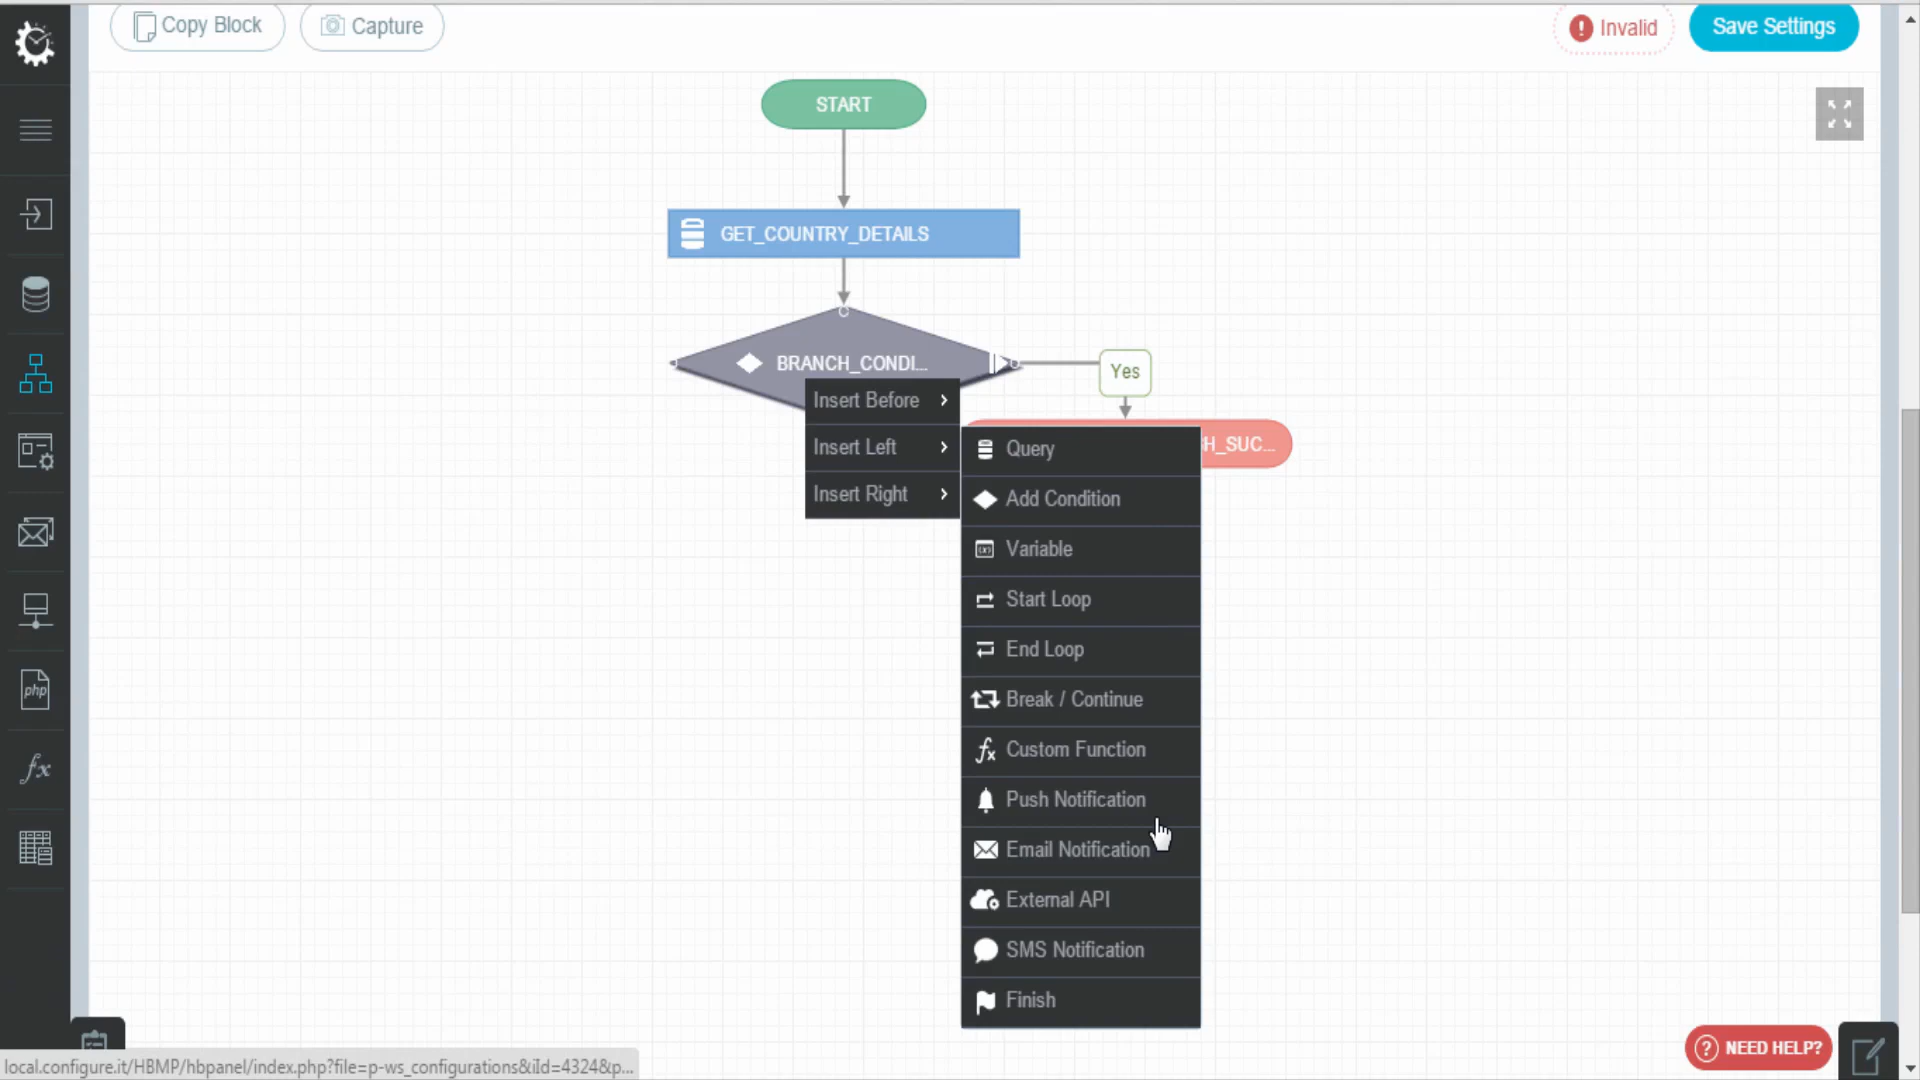 Copy Block
Capture
Invalid
Save Settings
START
GET_COUNTRY_DETAILS
BRANCH_CONDI...
Yes
Insert Before
Insert Left
Insert Right
H_SUC...
Query
Add Condition
Variable
Start Loop
End Loop
Break / Continue
Custom Function
Push Notification
Email Notification
External API
SMS Notification
Finish
php
fx
NEED HELP?
local.configure.it/HBMP/hbpanel/index.php?file=p-ws_configurations&iId=4324&p...